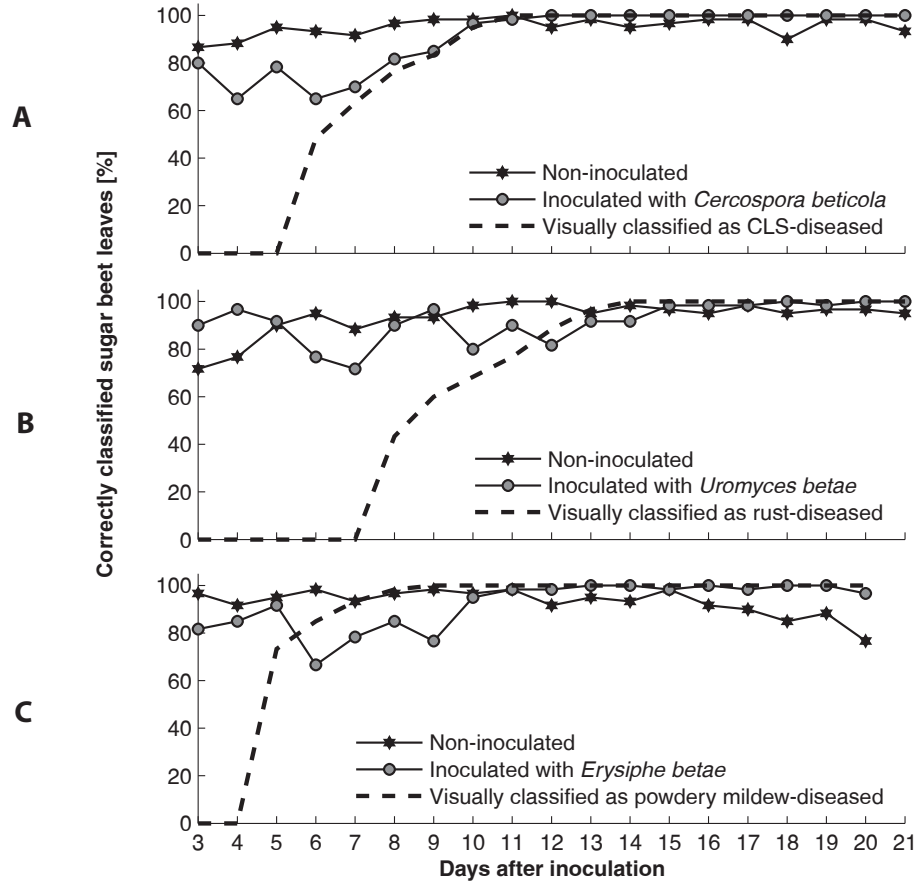 A
Correctly classified sugar beet leaves [%]
100
80
60
40
20
0
Non-inoculated
Inoculated with Cercospora beticola
Visually classified as CLS-diseased
B
100
80
60
40
20
0
Non-inoculated
Inoculated with Uromyces betae
Visually classified as rust-diseased
C
100
80
60
40
20
0
Non-inoculated
Inoculated with Erysiphe betae
Visually classified as powdery mildew-diseased
3 4 5 6 7 8 9 10 11 12 13 14 15 16 17 18 19 20 21
Days after inoculation